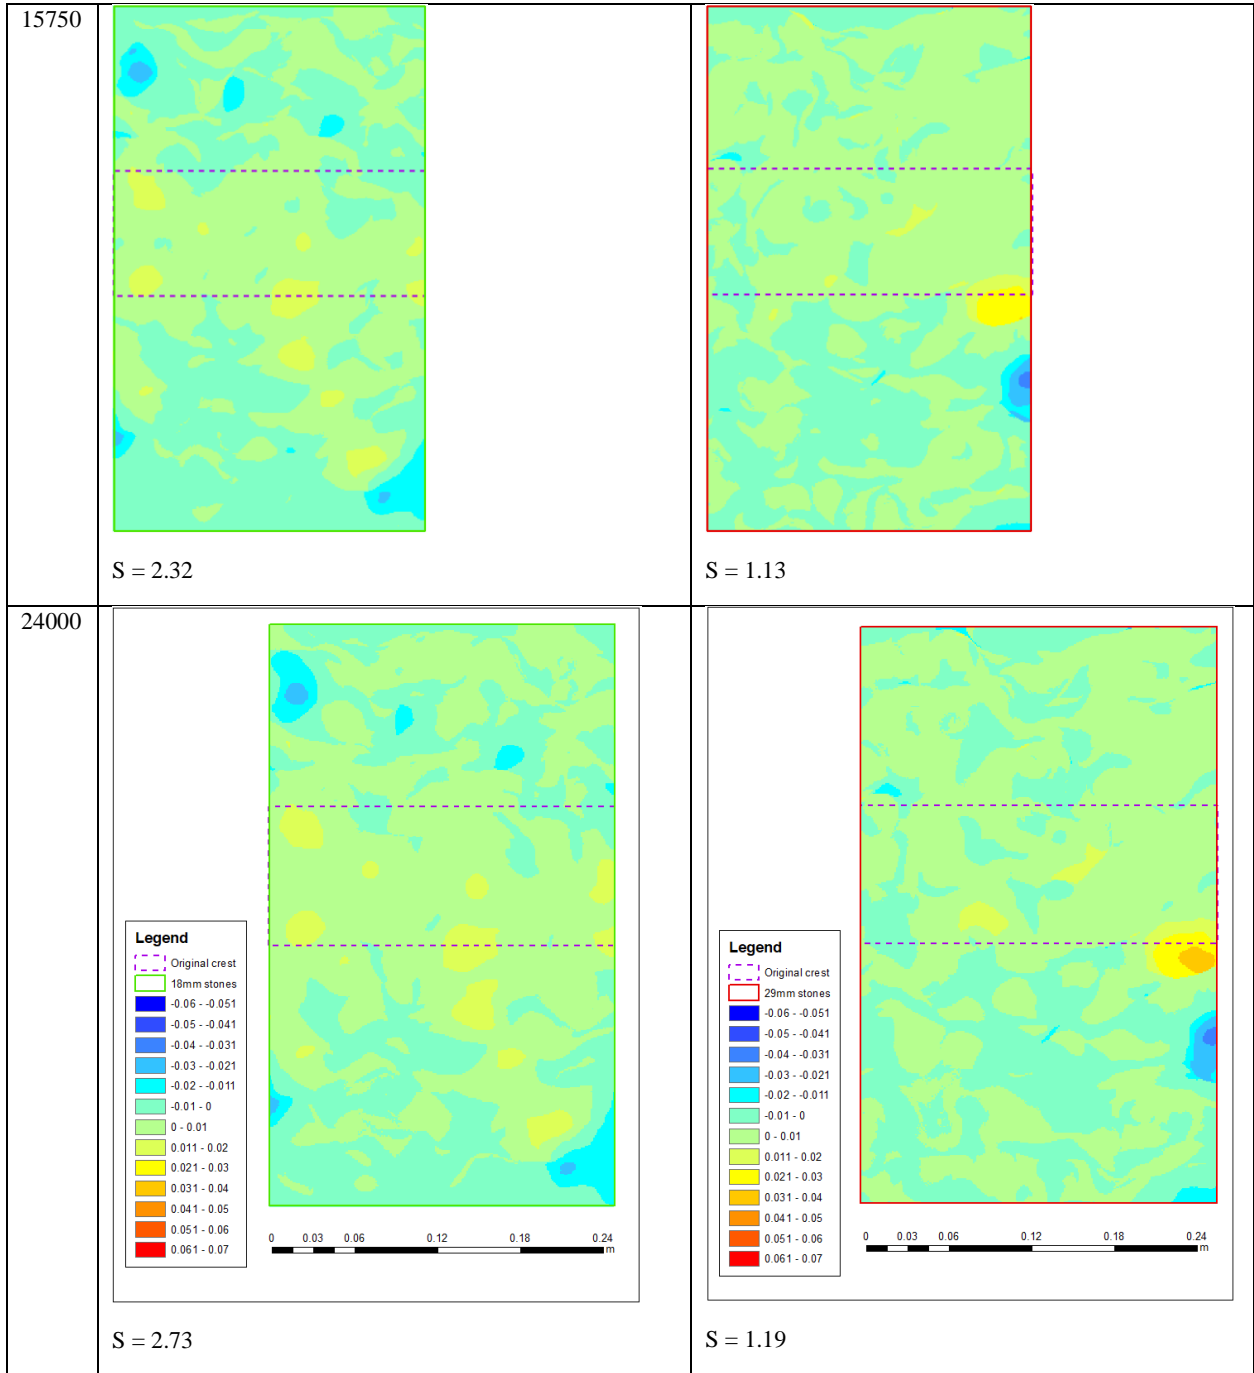 15750
S = 2.32
S = 1.13
24000
Legend
Original crest
18mm stones
-0.06 - -0.051
-0.05 - -0.041
-0.04 - -0.031
-0.03 - -0.021
-0.02 - -0.011
-0.01 - 0
0 - 0.01
0.011 - 0.02
0.021 - 0.03
0.031 - 0.04
0.041 - 0.05
0.051 - 0.06
0.061 - 0.07
0 0.03 0.06 0.12 0.18 0.24
m
S = 2.73
Legend
Original crest
29mm stones
-0.06 - -0.051
-0.05 - -0.041
-0.04 - -0.031
-0.03 - -0.021
-0.02 - -0.011
-0.01 - 0
0 - 0.01
0.011 - 0.02
0.021 - 0.03
0.031 - 0.04
0.041 - 0.05
0.051 - 0.06
0.061 - 0.07
0 0.03 0.06 0.12 0.18 0.24
m
S = 1.19